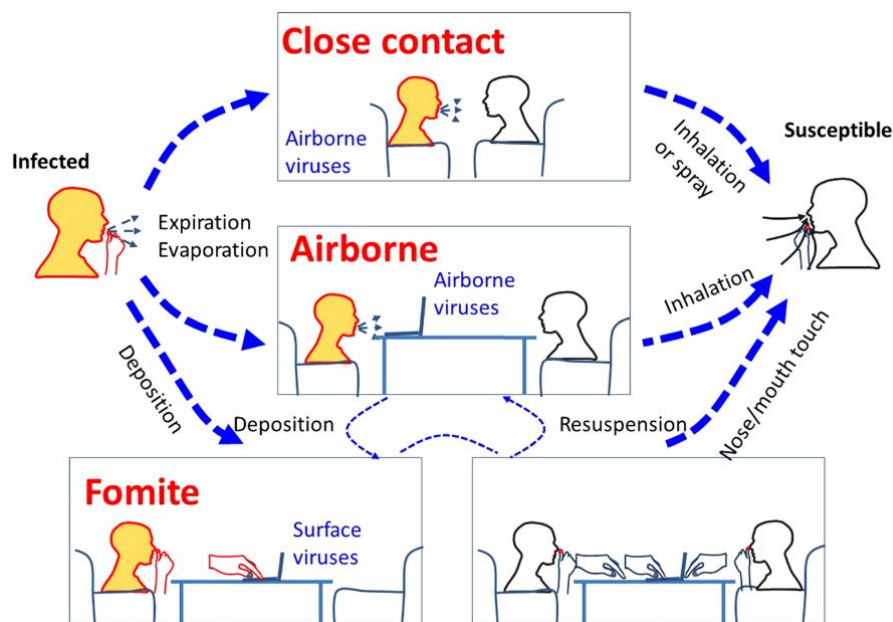 Close contact
Airborne
viruses
Inhalation
or spray
Infected
Susceptible
Expiration
Evaporation
Airborne
Airborne
viruses
Inhalation
Deposition
Deposition
Resuspension
Nose/mouth touch
Fomite
Surface
viruses